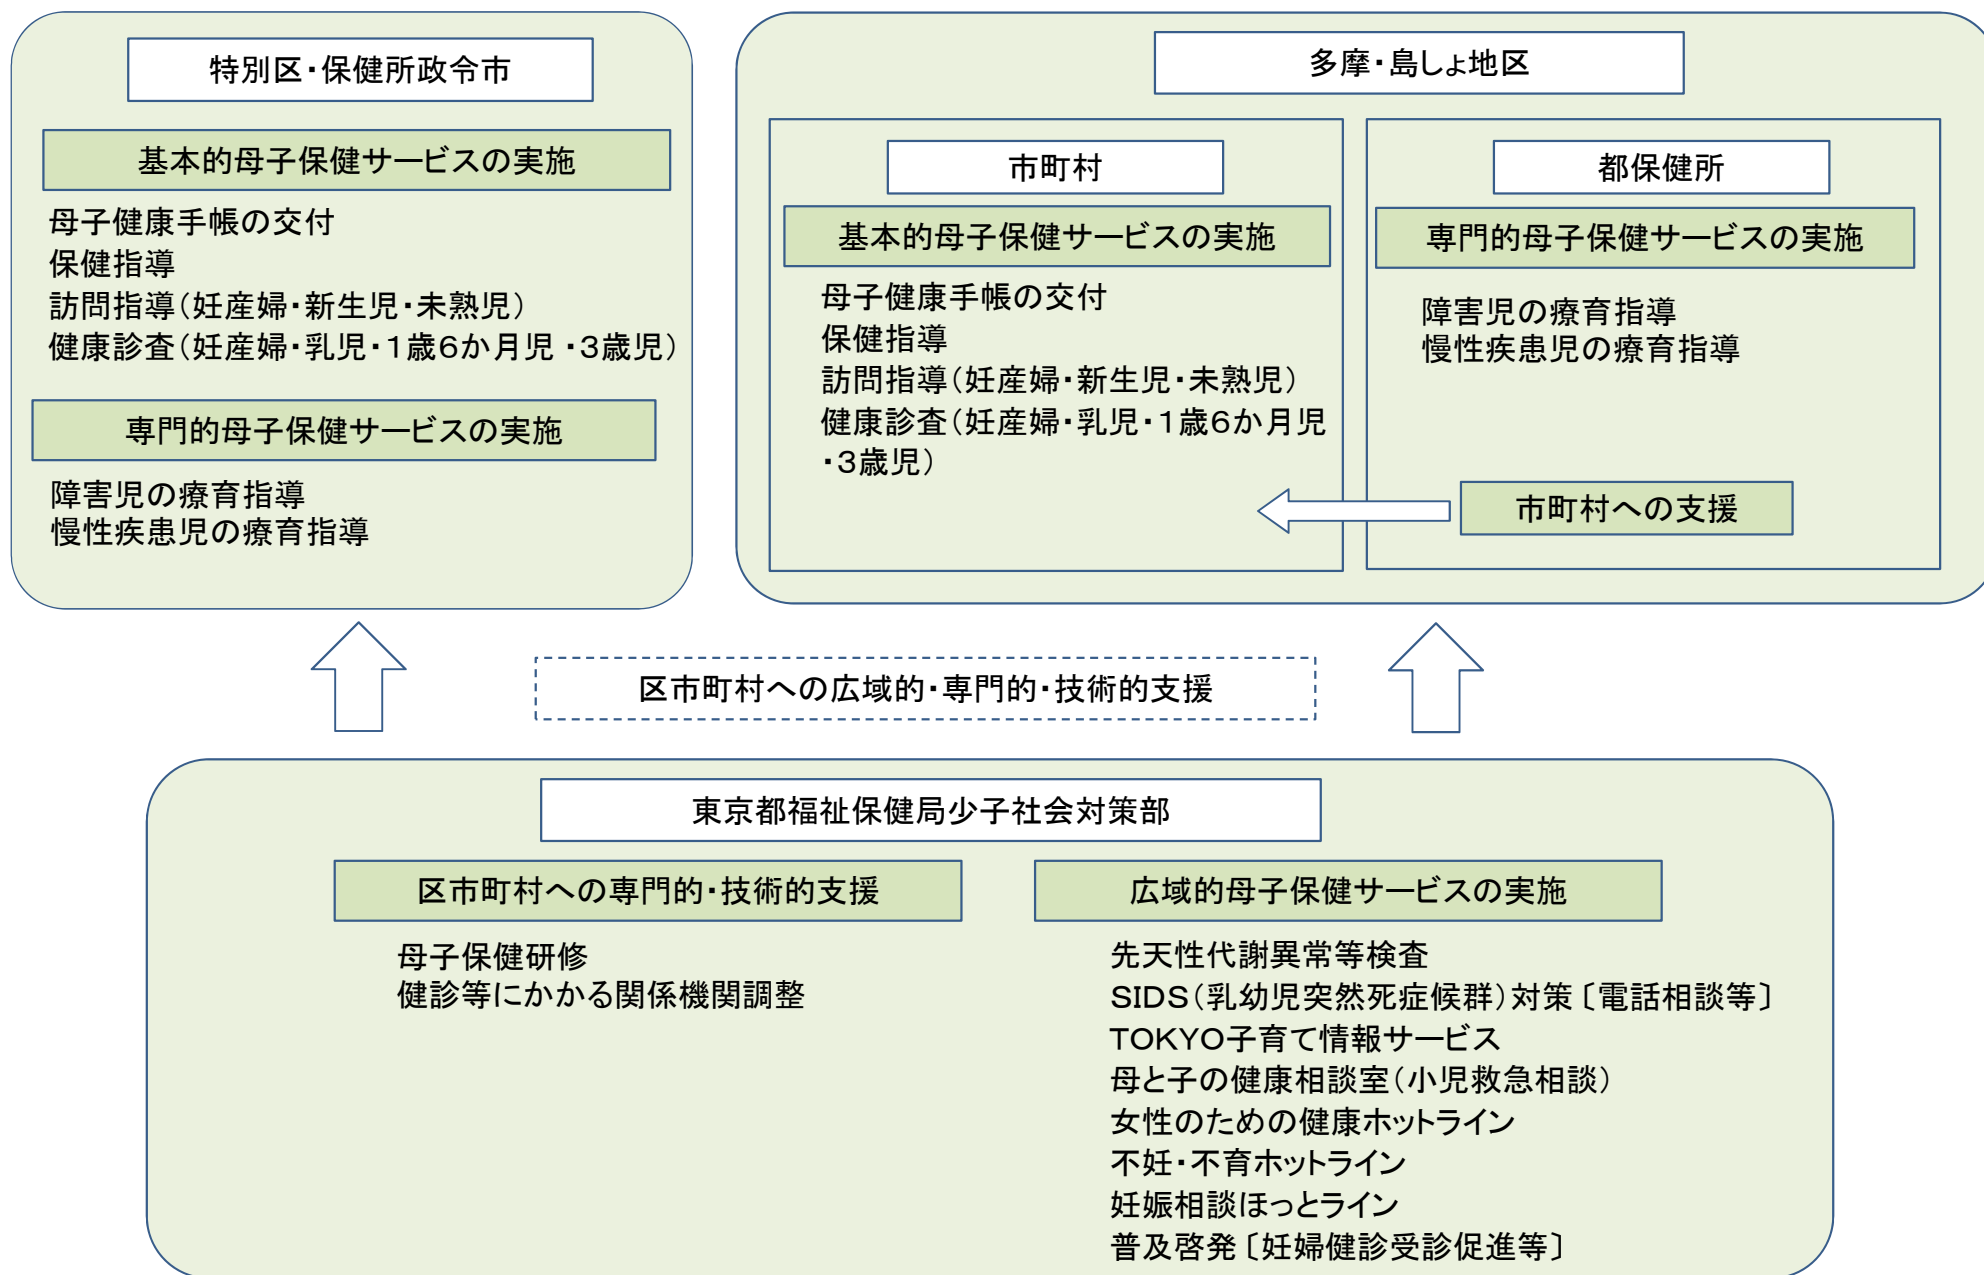 特別区・保健所政令市
基本的母子保健サービスの実施
母子健康手帳の交付
保健指導
訪問指導（妊産婦・新生児・未熟児）
健康診査（妊産婦・乳児・１歳６か月児・３歳児）
専門的母子保健サービスの実施
障害児の療育指導
慢性疾患児の療育指導
多摩・島しょ地区
市町村
基本的母子保健サービスの実施
母子健康手帳の交付
保健指導
訪問指導（妊産婦・新生児・未熟児）
健康診査（妊産婦・乳児・１歳６か月児
・３歳児）
都保健所
専門的母子保健サービスの実施
障害児の療育指導
慢性疾患児の療育指導
市町村への支援
区市町村への広域的・専門的・技術的支援
東京都福祉保健局少子社会対策部
区市町村への専門的・技術的支援
母子保健研修
健診等にかかる関係機関調整
広域的母子保健サービスの実施
先天性代謝異常等検査
ＳＩＤＳ（乳幼児突然死症候群）対策〔電話相談等〕
ＴＯＫＹＯ子育て情報サービス
母と子の健康相談室（小児救急相談）
女性のための健康ホットライン
不妊・不育ホットライン
妊娠相談ほっとライン
普及啓発〔妊婦健診受診促進等〕